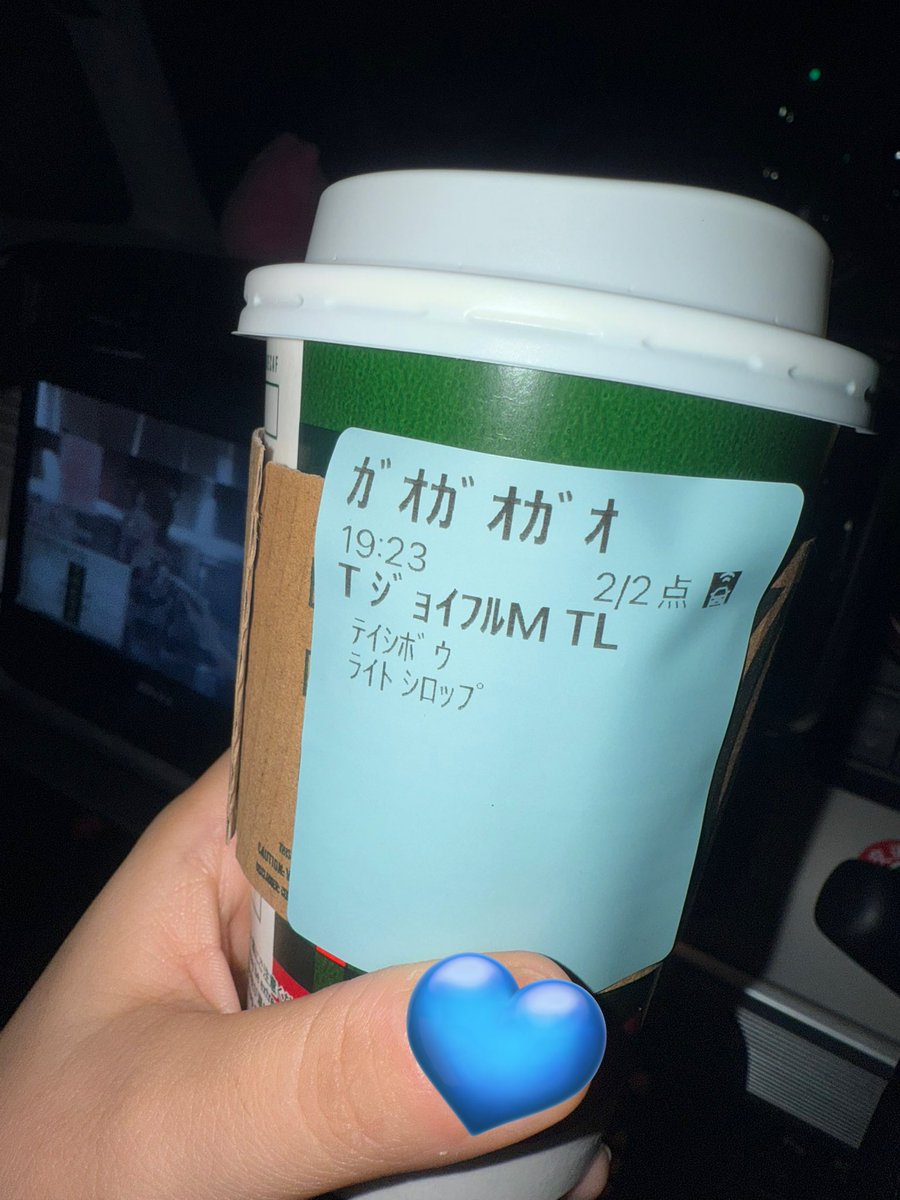 ガオガオガオ
19:23
2/2点
TジョイフルM TL
テイシボウ
ライト シロップ